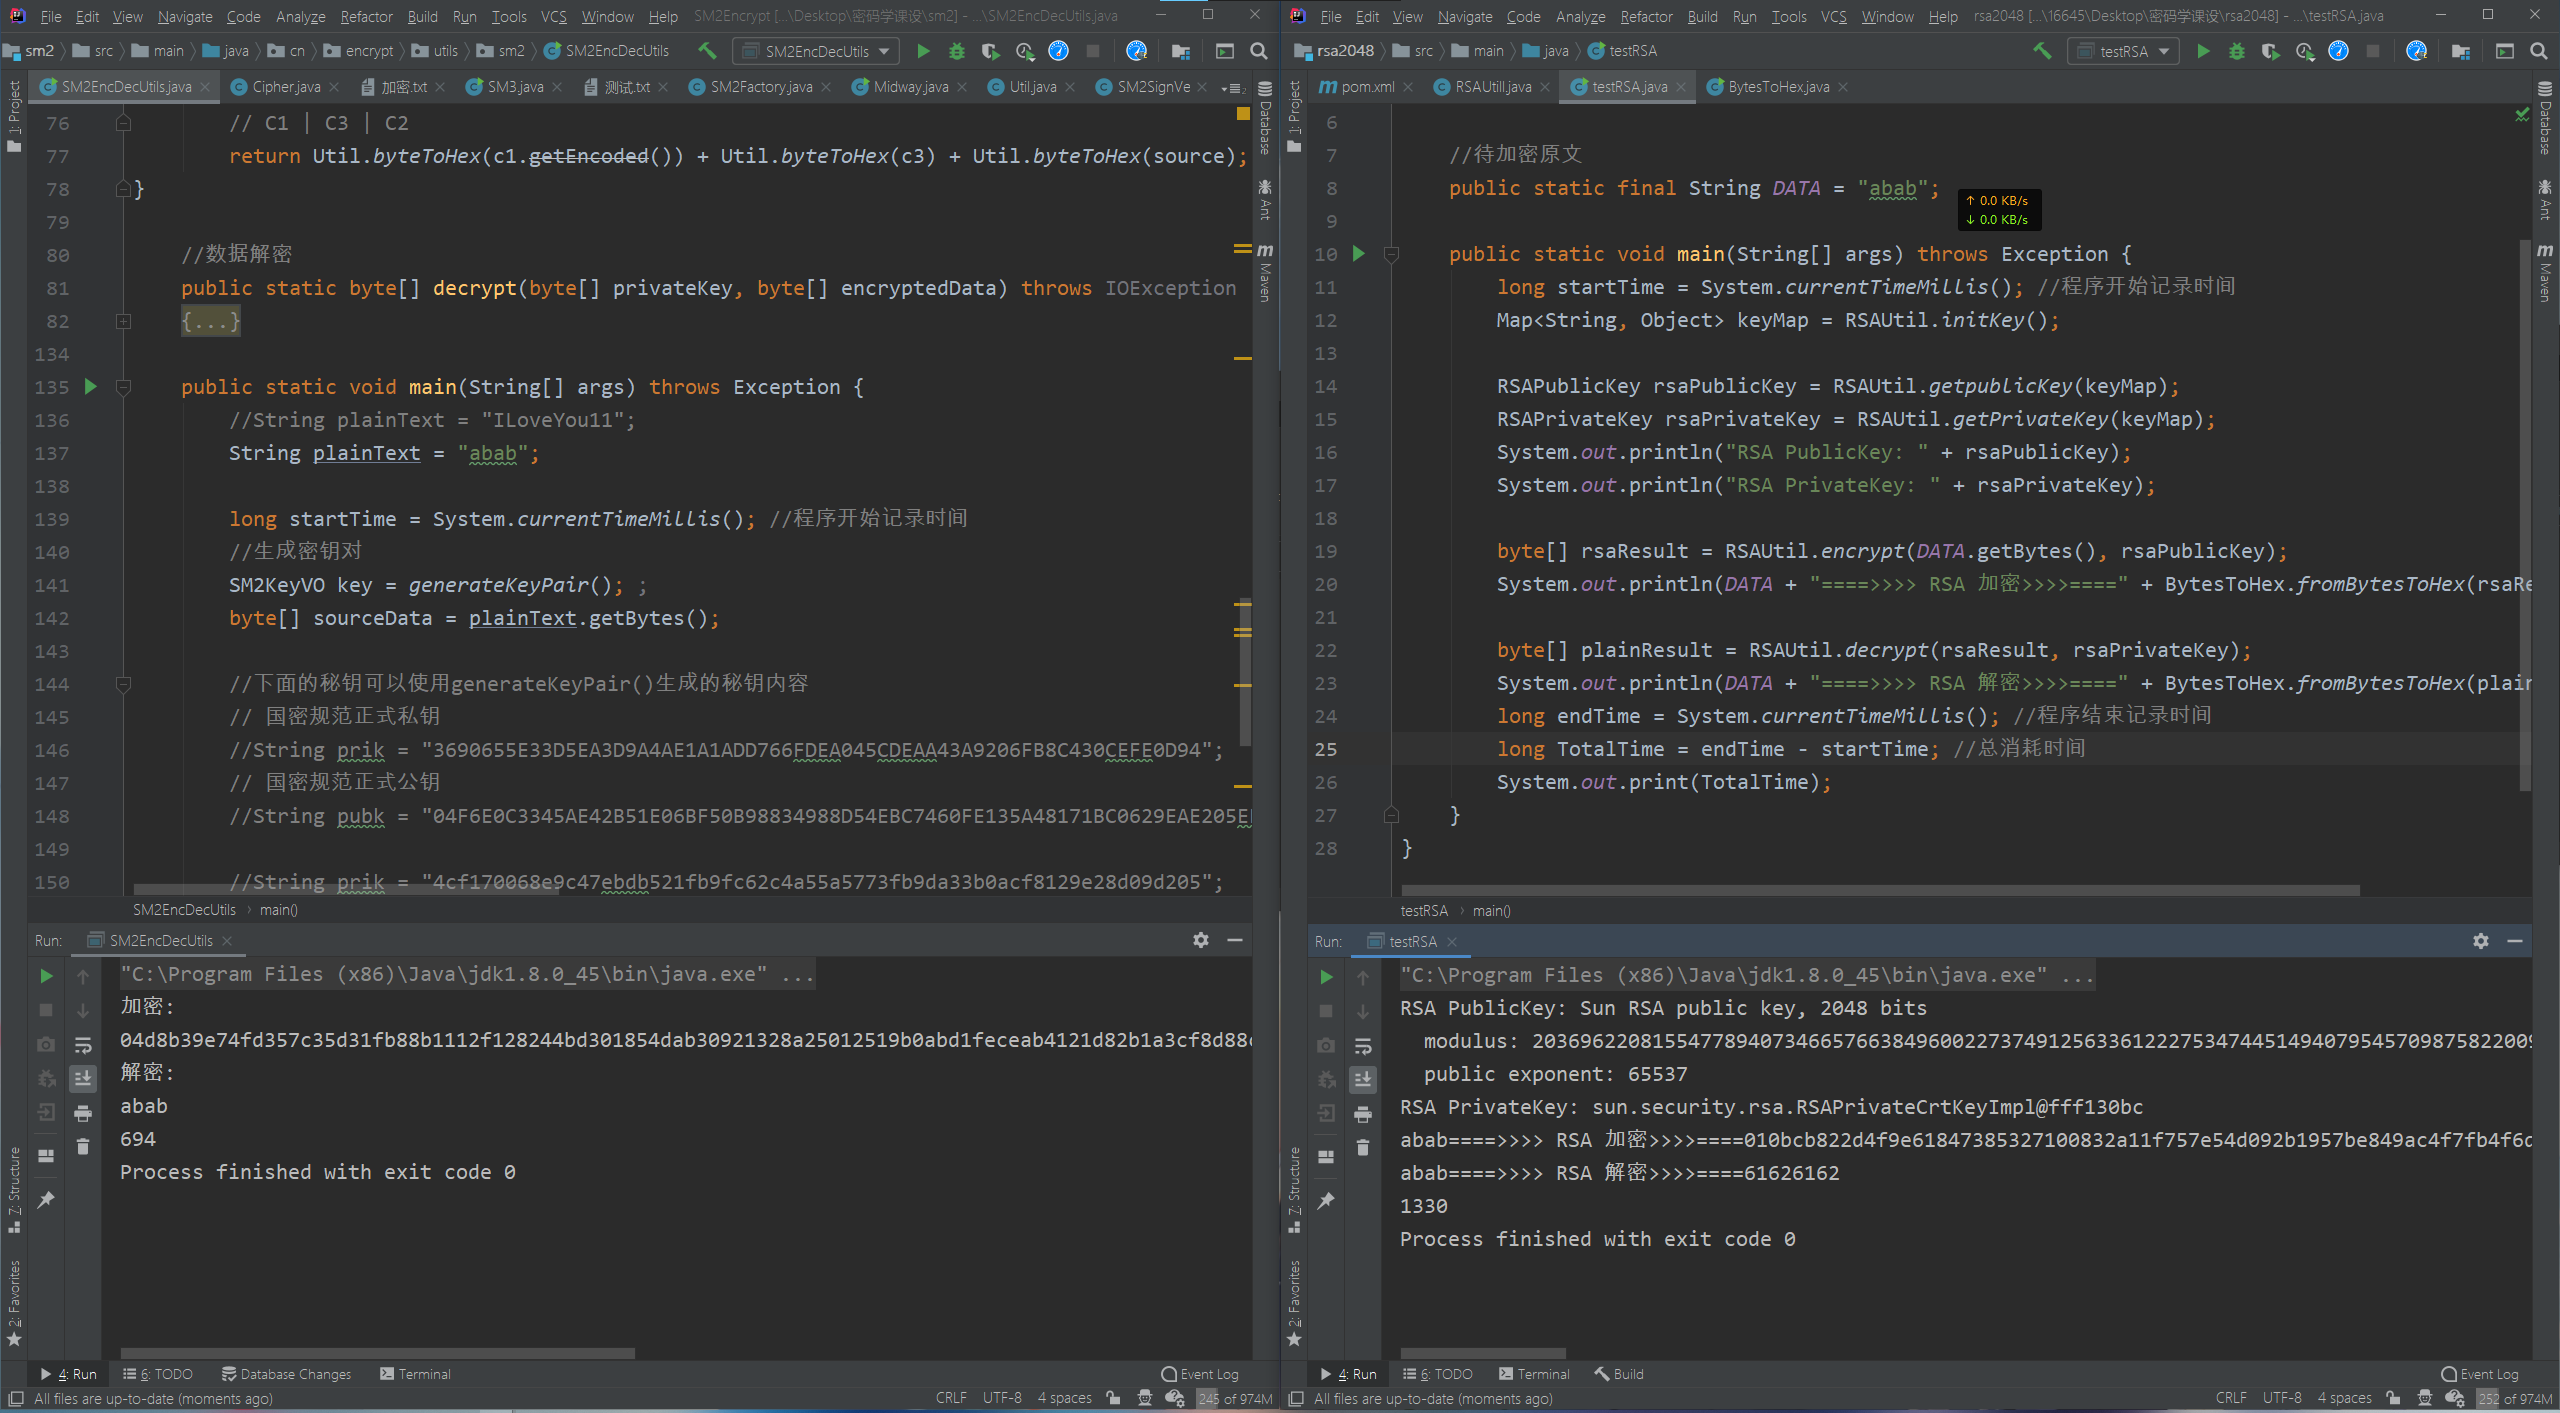 File Edit View Navigate Code Analyze Refactor Build Run Tools VCS Window Help SM2Encrypt [...\Desktop\密码学课设\sm2] - ...\SM2EncDecUtils.java
sm2 src main java cn encrypt utils sm2 SM2EncDecUtils SM2EncDecUtils
SM2EncDecUtils.java Cipher.java 加密.txt SM3.java 测试.txt SM2Factory.java Midway.java Util.java SM2SignVe
1: Project
Database
Ant
Maven
76 // C1 | C3 | C2
77 return Util.byteToHex(c1.getEncoded()) + Util.byteToHex(c3) + Util.byteToHex(source);
78 }
79
80 //数据解密
81 public static byte[] decrypt(byte[] privateKey, byte[] encryptedData) throws IOException
82 {...}
134
135 public static void main(String[] args) throws Exception {
136 //String plainText = "ILoveYou11";
137 String plainText = "abab";
138
139 long startTime = System.currentTimeMillis(); //程序开始记录时间
140 //生成密钥对
141 SM2KeyVO key = generateKeyPair(); ;
142 byte[] sourceData = plainText.getBytes();
143
144 //下面的秘钥可以使用generateKeyPair()生成的秘钥内容
145 // 国密规范正式私钥
146 //String prik = "3690655E33D5EA3D9A4AE1A1ADD766FDEA045CDEAA43A9206FB8C430CEFE0D94";
147 // 国密规范正式公钥
148 //String pubk = "04F6E0C3345AE42B51E06BF50B98834988D54EBC7460FE135A48171BC0629EAE205EE
149
150 //String prik = "4cf170068e9c47ebdb521fb9fc62c4a55a5773fb9da33b0acf8129e28d09d205";
SM2EncDecUtils main()
Run: SM2EncDecUtils
"C:\Program Files (x86)\Java\jdk1.8.0_45\bin\java.exe" ...
加密:
04d8b39e74fd357c35d31fb88b1112f128244bd301854dab30921328a25012519b0abd1feceab4121d82b1a3cf8d88
解密:
abab
694
Process finished with exit code 0
Z: Structure
2: Favorites
4: Run 6: TODO Database Changes Terminal Event Log
All files are up-to-date (moments ago) CRLF UTF-8 4 spaces 245 of 974M
File Edit View Navigate Code Analyze Refactor Build Run Tools VCS Window Help rsa2048 [...\16645\Desktop\密码学课设\rsa2048] - ...\testRSA.java
rsa2048 src main java testRSA testRSA
pom.xml RSAUtill.java testRSA.java BytesToHex.java
1: Project
Database
Ant
Maven
6
7 //待加密原文
8 public static final String DATA = "abab";
↑ 0.0 KB/s
↓ 0.0 KB/s
9
10 public static void main(String[] args) throws Exception {
11 long startTime = System.currentTimeMillis(); //程序开始记录时间
12 Map<String, Object> keyMap = RSAUtil.initKey();
13
14 RSAPublicKey rsaPublicKey = RSAUtil.getpublicKey(keyMap);
15 RSAPrivateKey rsaPrivateKey = RSAUtil.getPrivateKey(keyMap);
16 System.out.println("RSA PublicKey: " + rsaPublicKey);
17 System.out.println("RSA PrivateKey: " + rsaPrivateKey);
18
19 byte[] rsaResult = RSAUtil.encrypt(DATA.getBytes(), rsaPublicKey);
20 System.out.println(DATA + "====>>>> RSA 加密>>>>====" + BytesToHex.fromBytesToHex(rsaRe
21
22 byte[] plainResult = RSAUtil.decrypt(rsaResult, rsaPrivateKey);
23 System.out.println(DATA + "====>>>> RSA 解密>>>>====" + BytesToHex.fromBytesToHex(plain
24 long endTime = System.currentTimeMillis(); //程序结束记录时间
25 long TotalTime = endTime - startTime; //总消耗时间
26 System.out.print(TotalTime);
27 }
28 }
testRSA main()
Run: testRSA
"C:\Program Files (x86)\Java\jdk1.8.0_45\bin\java.exe" ...
RSA PublicKey: Sun RSA public key, 2048 bits
modulus: 203696220815547789407346657663849600227374912563361222753474451494079545709875822009
public exponent: 65537
RSA PrivateKey: sun.security.rsa.RSAPrivateCrtKeyImpl@fff130bc
abab====>>>> RSA 加密>>>>====010bcb822d4f9e61847385327100832a11f757e54d092b1957be849ac4f7fb4f6d
abab====>>>> RSA 解密>>>>====61626162
1330
Process finished with exit code 0
Z: Structure
2: Favorites
4: Run 6: TODO Terminal Build Event Log
All files are up-to-date (moments ago) CRLF UTF-8 4 spaces 252 of 974M